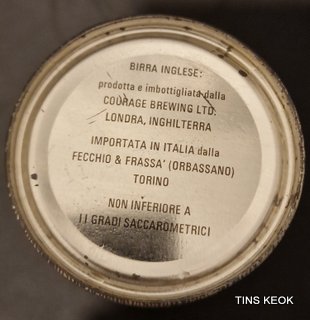 BIRRA INGLESE:
prodotta e imbottigliata dalla
COURAGE BREWING LTD.
LONDRA, INGHILTERRA
IMPORTATA IN ITALIA dalla
FECCHIO & FRASSA' (ORBASSANO)
TORINO
NON INFERIORE A
11 GRADI SACCAROMETRICI
TINS KEOK